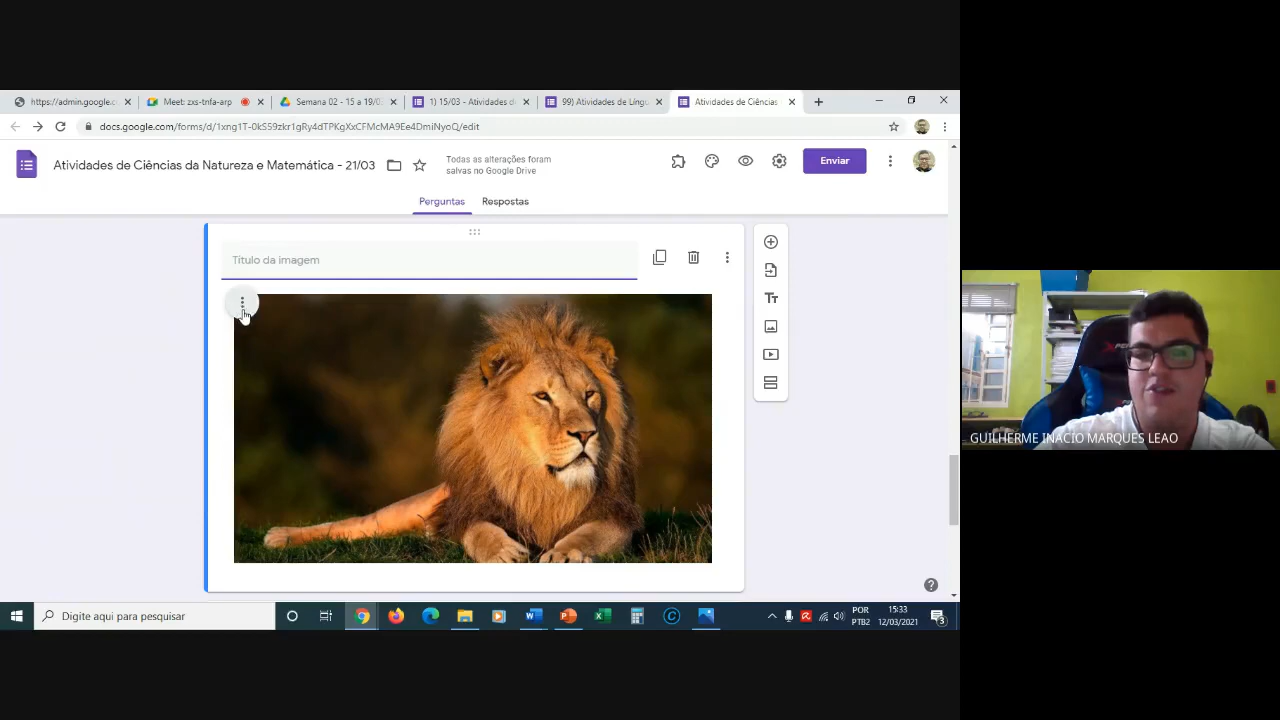 https://admin.google.c
Meet: zxs-tnfa-arp
Semana 02 - 15 a 19/03
1) 15/03 - Atividades de
99) Atividades de Língu
Atividades de Ciências
docs.google.com/forms/d/
/edit
Atividades de Ciências da Natureza e Matemática - 21/03
Todas as alterações foram
salvas no Google Drive
Enviar
Perguntas
Respostas
Título da imagem
GUILHERME INACIO MARQUES LEAO
Digite aqui para pesquisar
POR
PTB2
15:33
12/03/2021
3